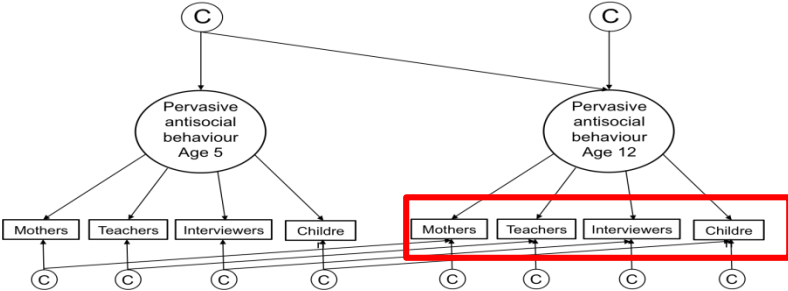 C
C
Pervasive
antisocial
behaviour
Age 5
Pervasive
antisocial
behaviour
Age 12
Mothers
Teachers
Interviewers
Childre
Mothers
Teachers
Interviewers
Childre
C
C
C
C
C
C
C
C